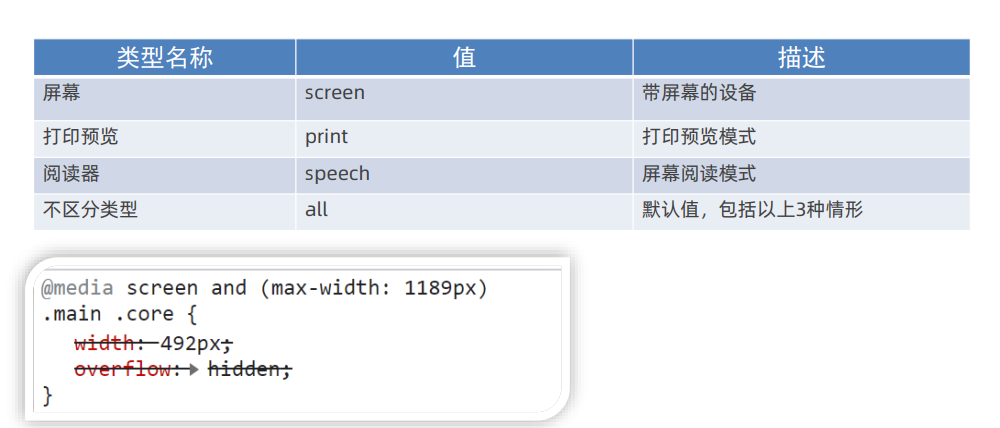 类型名称 值 描述
屏幕 screen 带屏幕的设备
打印预览 print 打印预览模式
阅读器 speech 屏幕阅读模式
不区分类型 all 默认值，包括以上3种情形
@media screen and (max-width: 1189px)
.main .core {
width: 492px;
overflow: hidden;
}